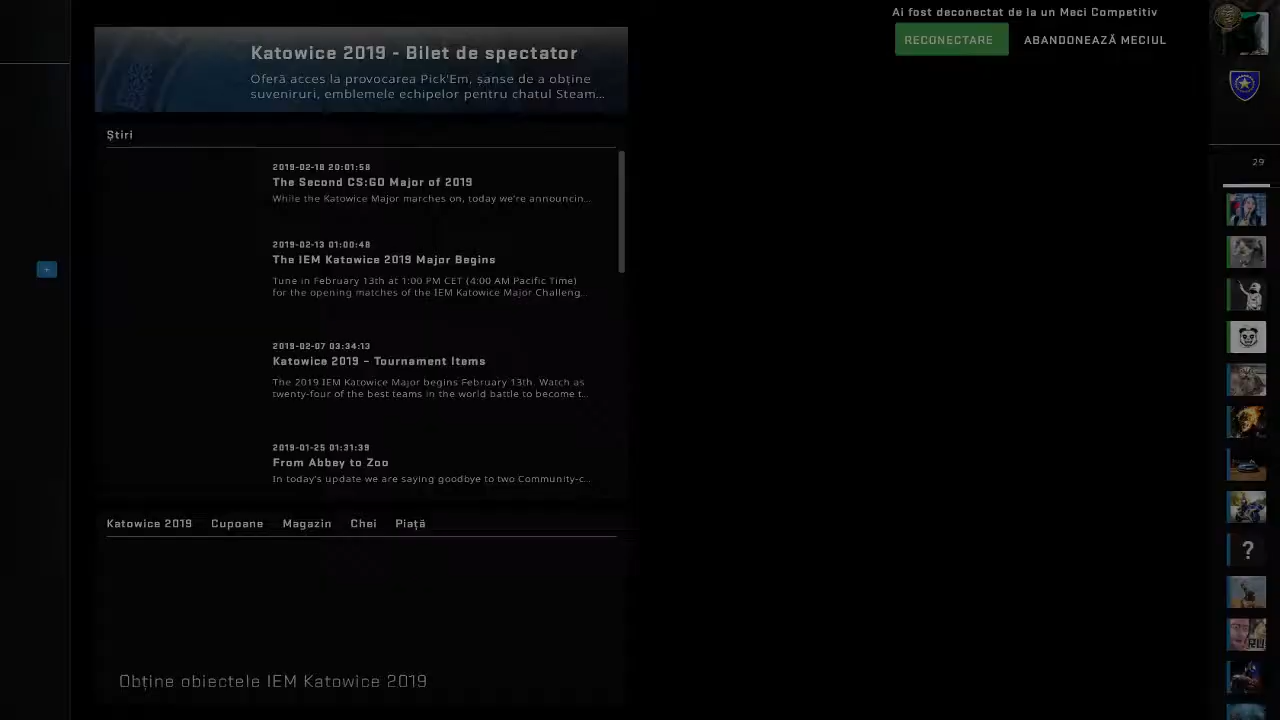 Ai fost deconectat de la un Meci Competitiv
RECONECTARE
ABANDONEAZĂ MECIUL
Katowice 2019 - Bilet de spectator
Oferă acces la provocarea Pick'Em, șanse de a obține
suveniruri, emblemele echipelor pentru chatul Steam...
Știri
2019-02-18 20:01:58
The Second CS:GO Major of 2019
While the Katowice Major marches on, today we're announcin...
2019-02-13 01:00:48
The IEM Katowice 2019 Major Begins
Tune in February 13th at 1:00 PM CET (4:00 AM Pacific Time)
for the opening matches of the IEM Katowice Major Challeng...
2019-02-07 03:34:13
Katowice 2019 – Tournament Items
The 2019 IEM Katowice Major begins February 13th. Watch as
twenty-four of the best teams in the world battle to become t...
2019-01-25 01:31:39
From Abbey to Zoo
In today's update we are saying goodbye to two Community-c...
Katowice 2019 Cupoane Magazin Chei Piață
Obține obiectele IEM Katowice 2019
29
?
RU